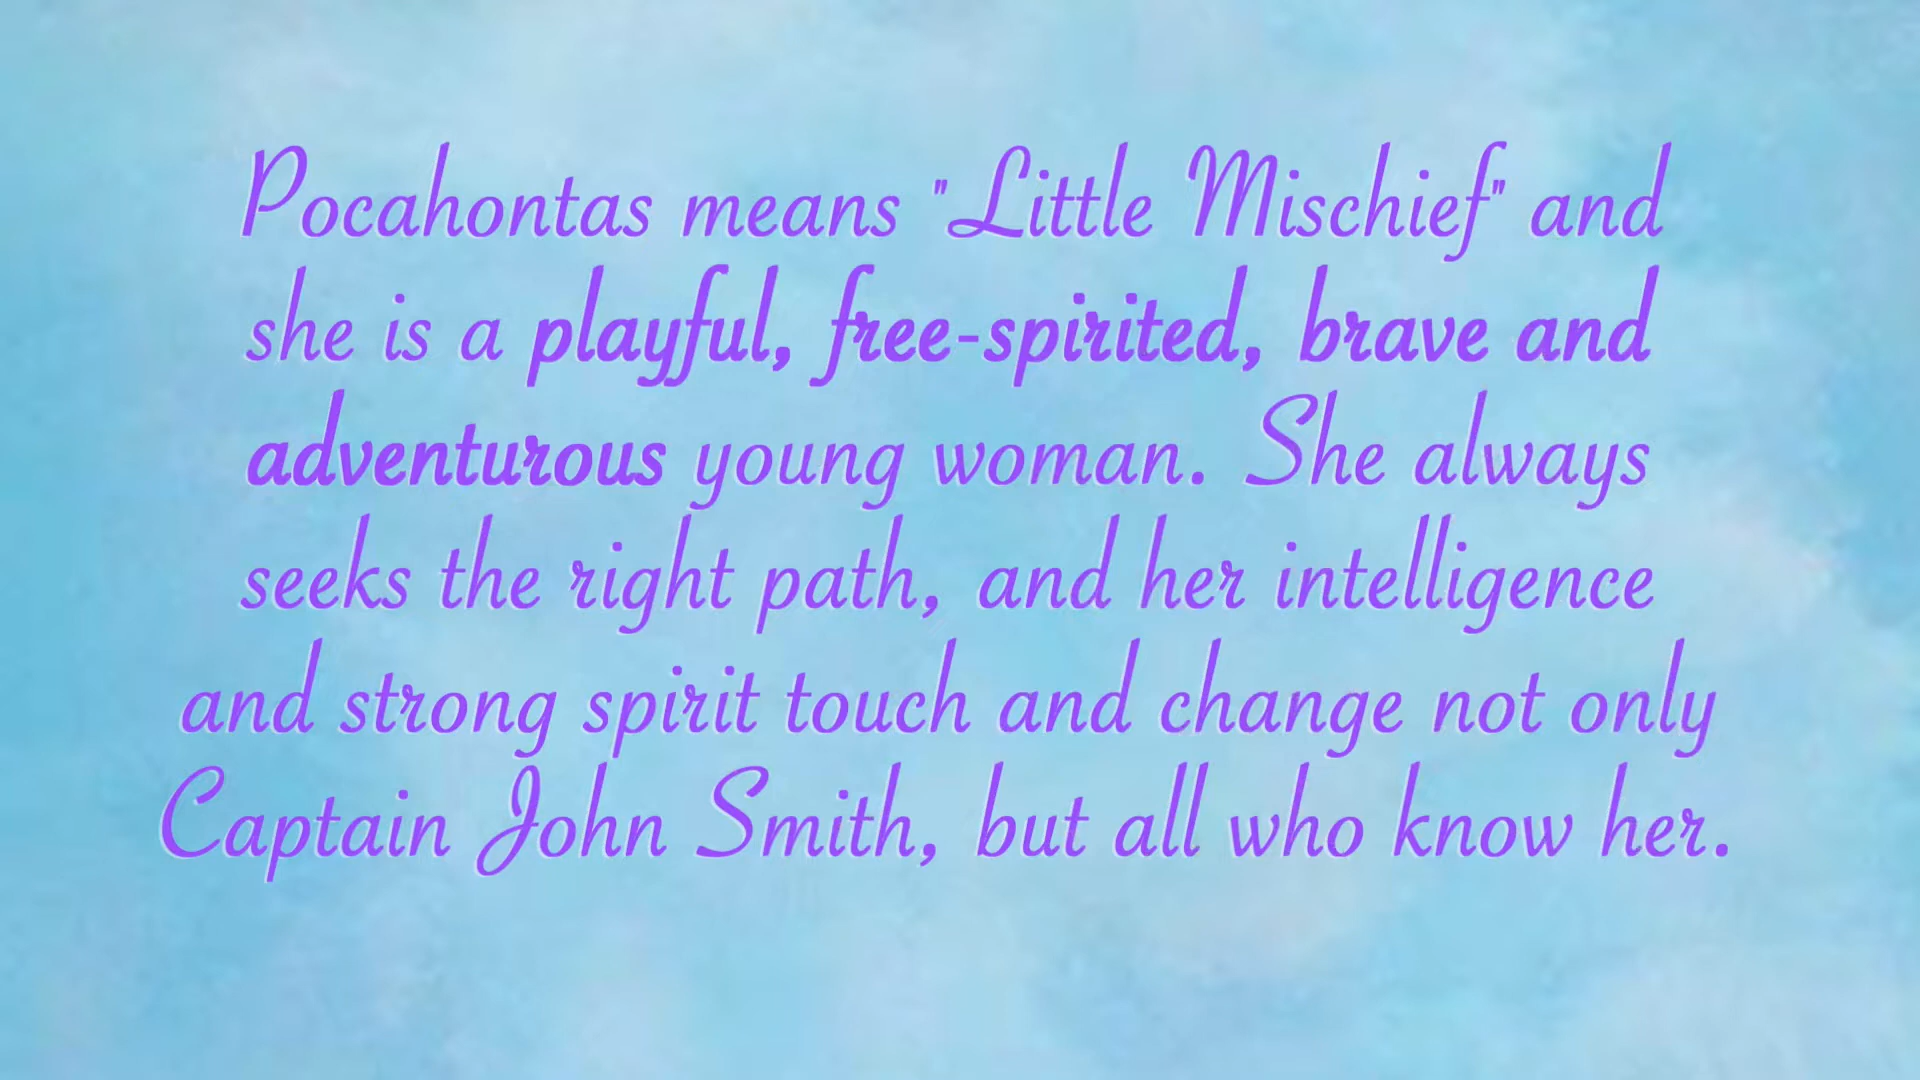 Pocahontas means "Little Mischief" and
she is a playful, free-spirited, brave and
adventurous young woman. She always
seeks the right path, and her intelligence
and strong spirit touch and change not only
Captain John Smith, but all who know her.